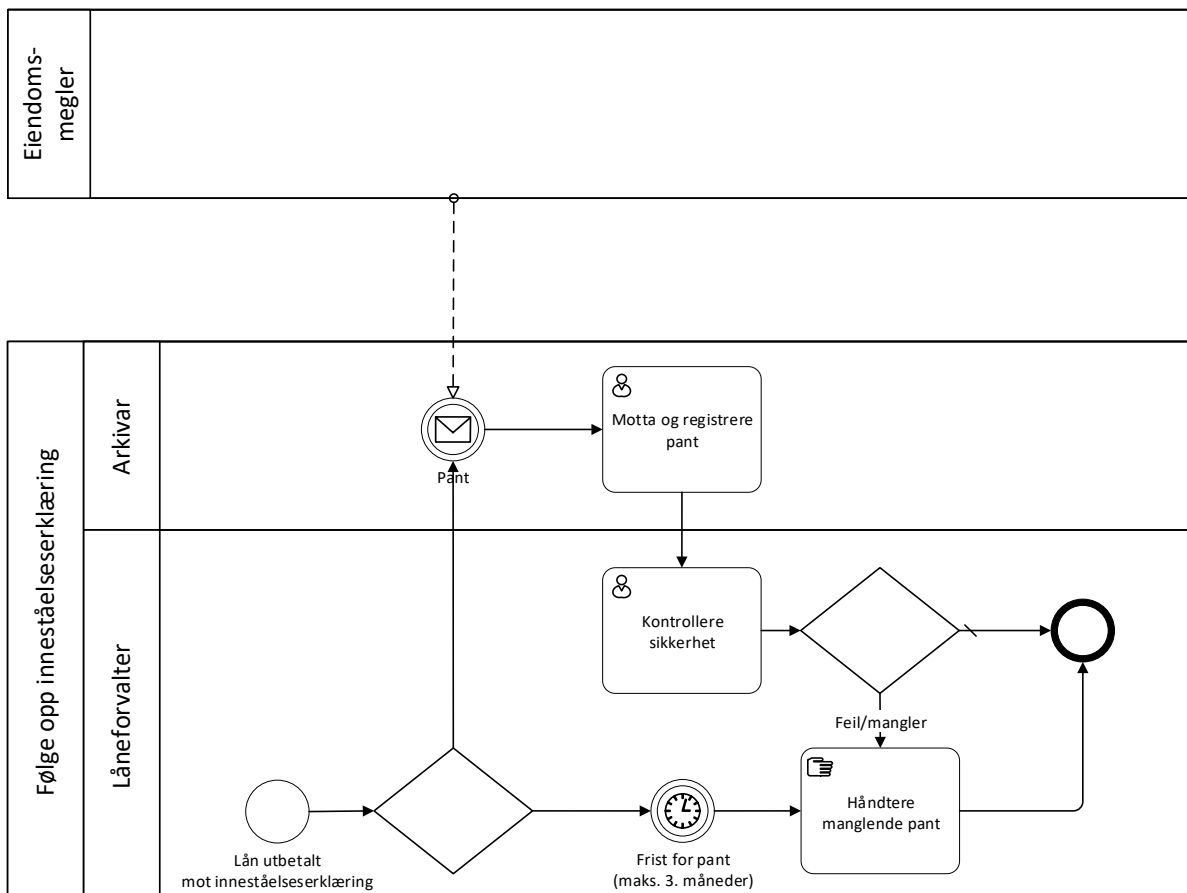 Eiendoms-
megler
Følge opp inneståelseserklæring
Arkivar
Pant
Motta og registrere
pant
Låneforvalter
Kontrollere
sikkerhet
Feil/mangler
Lån utbetalt
mot inneståelseserklæring
Frist for pant
(maks. 3. måneder)
Håndtere
manglende pant